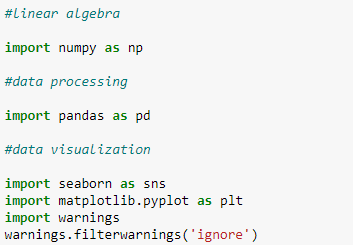 #linear algebra
import numpy as np
#data processing
import pandas as pd
#data visualization
import seaborn as sns
import matplotlib.pyplot as plt
import warnings
warnings.filterwarnings('ignore')